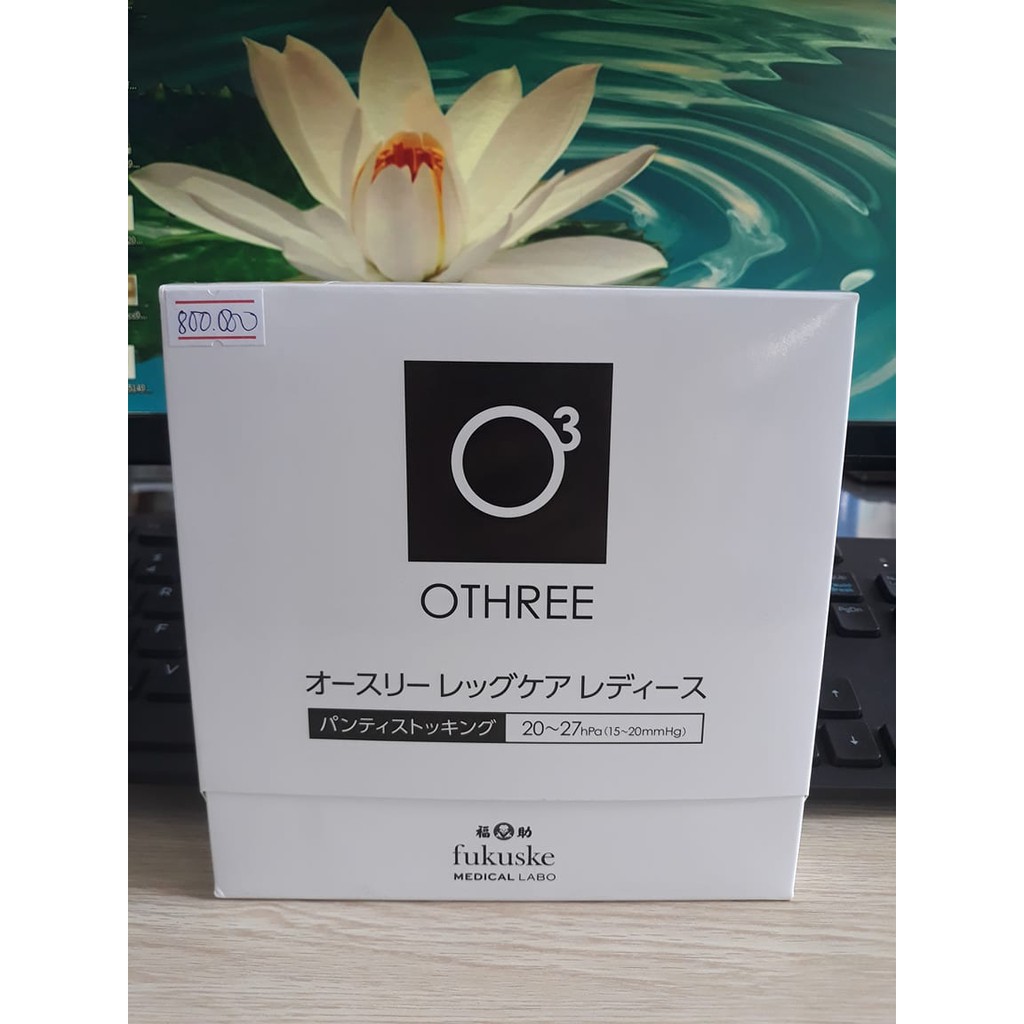 800.000
O³
OTHREE
オースリー レッグケア レディース
パンティストッキング 20～27hPa(15~20mmHg)
福助
fukuske
MEDICAL LABO